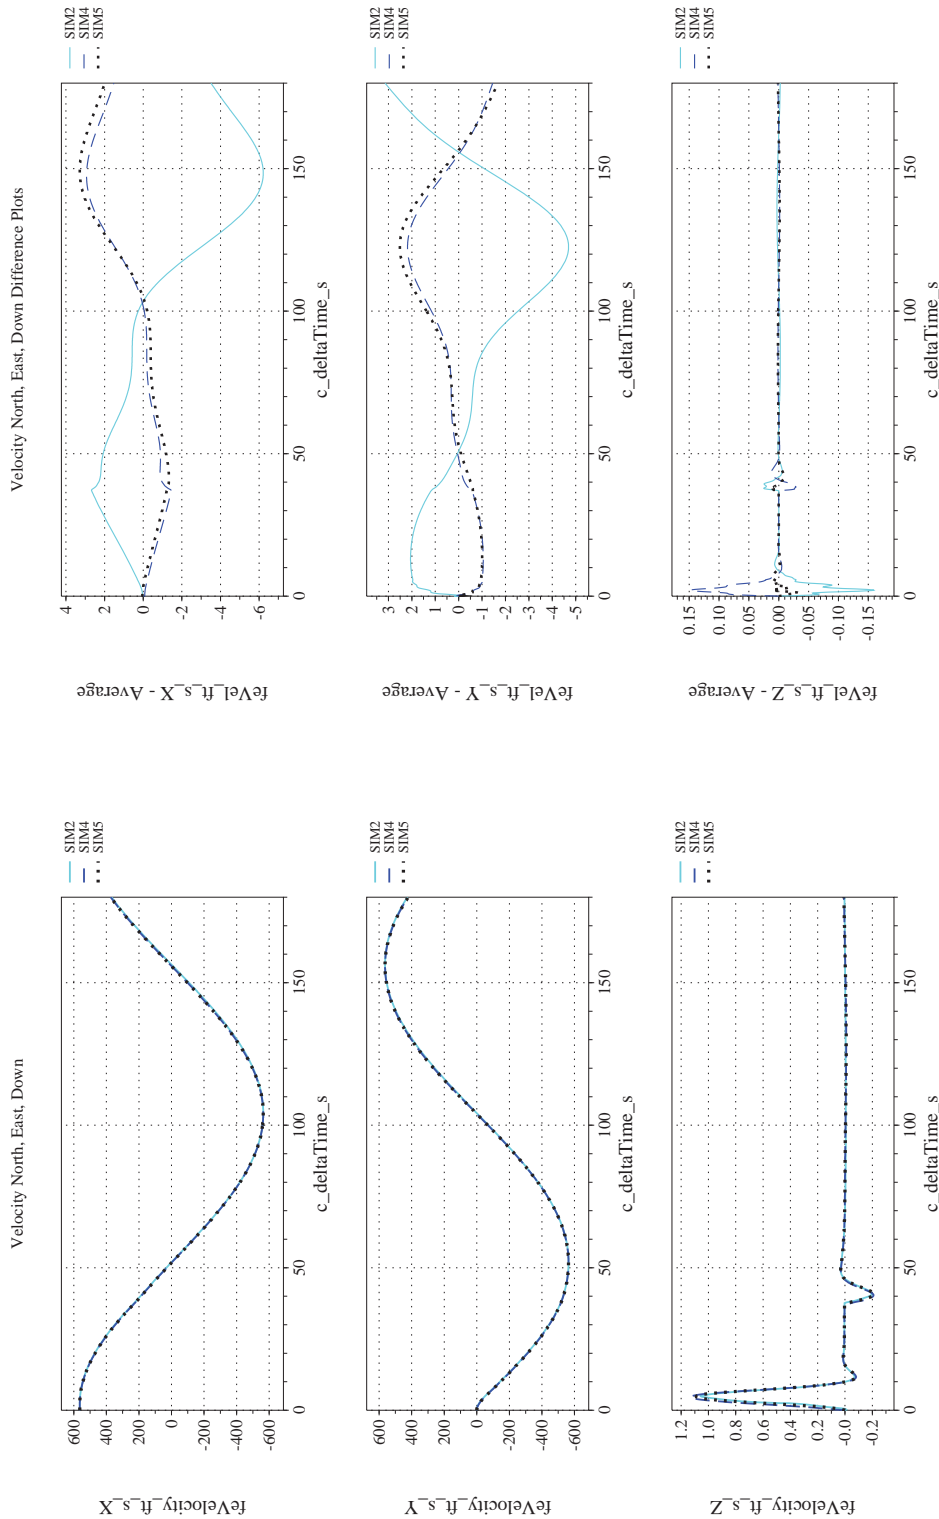 Velocity North, East, Down
SIM2
SIM4
SIM5
feVelocity_ft_s_X
600
400
200
0
-200
-400
-600
0
50
100
150
c_deltaTime_s
SIM2
SIM4
SIM5
feVelocity_ft_s_Y
600
400
200
0
-200
-400
-600
0
50
100
150
c_deltaTime_s
SIM2
SIM4
SIM5
feVelocity_ft_s_Z
1.2
1.0
0.8
0.6
0.4
0.2
-0.0
-0.2
0
50
100
150
c_deltaTime_s
Velocity North, East, Down Difference Plots
SIM2
SIM4
SIM5
feVel_ft_s_X - Average
4
2
0
-2
-4
-6
0
50
100
150
c_deltaTime_s
SIM2
SIM4
SIM5
feVel_ft_s_Y - Average
3
2
1
0
-1
-2
-3
-4
-5
0
50
100
150
c_deltaTime_s
SIM2
SIM4
SIM5
feVel_ft_s_Z - Average
0.15
0.10
0.05
0.00
-0.05
-0.10
-0.15
0
50
100
150
c_deltaTime_s